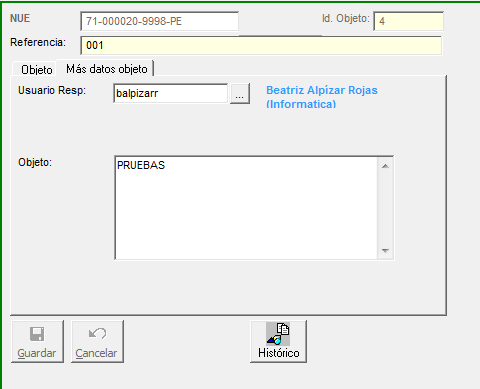 NUE 71-000020-9998-PE Id. Objeto: 4
Referencia: 001
Objeto Más datos objeto
Usuario Resp: balpizarr ... Beatriz Alpízar Rojas
(Informatica)
Objeto: PRUEBAS
Guardar Cancelar Histórico